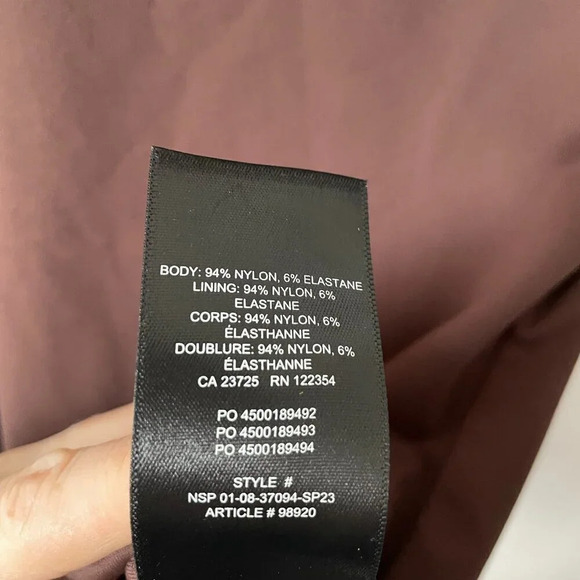 BODY: 94% NYLON, 6% ELASTANE
LINING: 94% NYLON, 6%
ELASTANE
CORPS: 94% NYLON, 6%
ÉLASTHANNE
DOUBLURE: 94% NYLON, 6%
ÉLASTHANNE
CA 23725 RN 122354
PO 4500189492
PO 4500189493
PO 4500189494
STYLE #
NSP 01-08-37094-SP23
ARTICLE # 98920